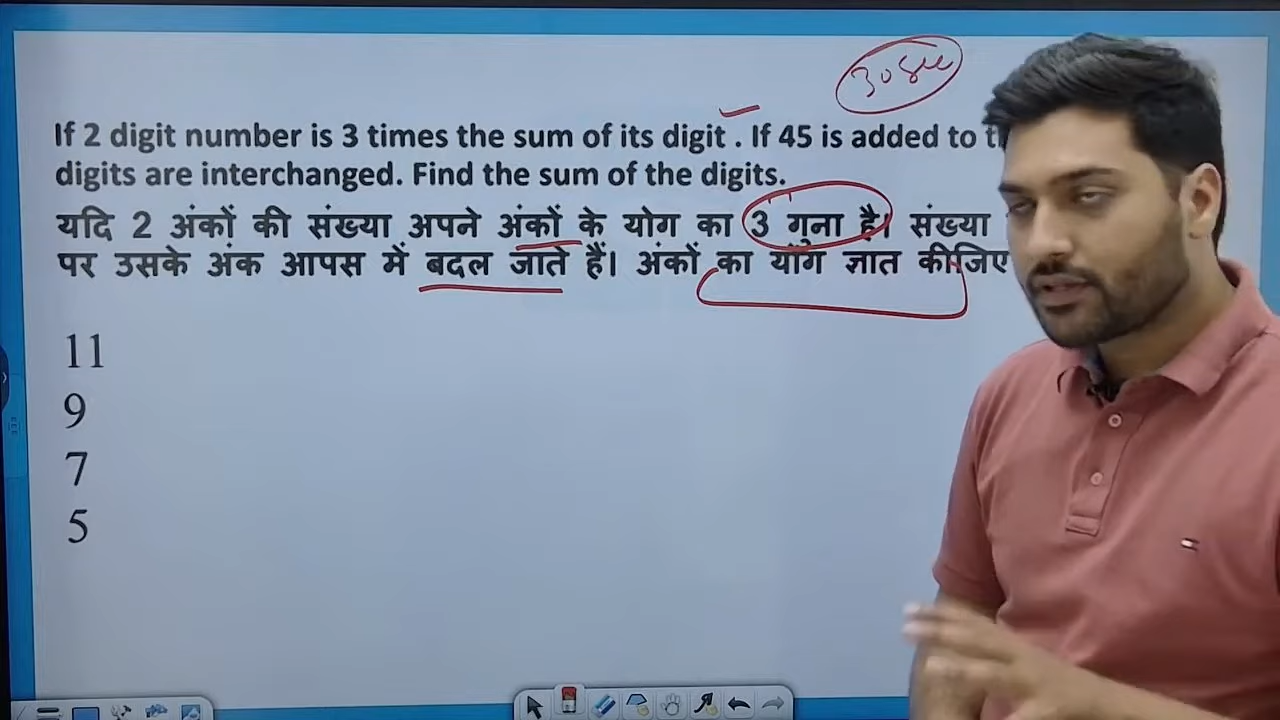 30 sec
If 2 digit number is 3 times the sum of its digit . If 45 is added to
digits are interchanged. Find the sum of the digits.
यदि 2 अंकों की संख्या अपने अंकों के योग का 3 गुना है। संख्या
पर उसके अंक आपस में बदल जाते हैं। अंकों का योग ज्ञात कीजिए
11
9
7
5